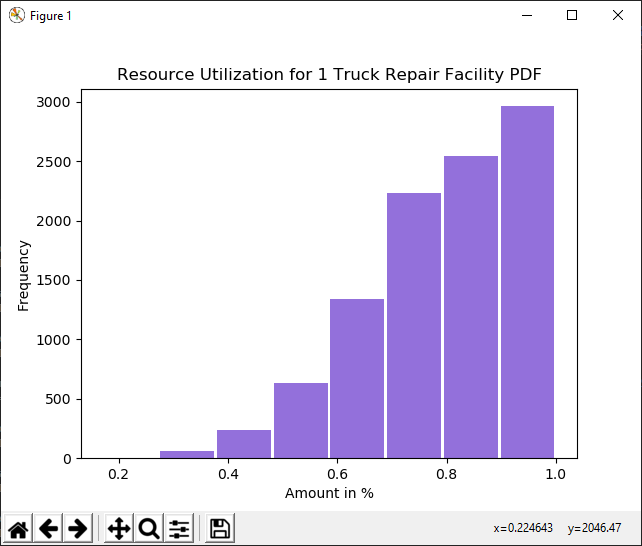 Figure 1
Resource Utilization for 1 Truck Repair Facility PDF
3000
2500
2000
1500
1000
500
0
Frequency
0.2 0.4 0.6 0.8 1.0
Amount in %
x=0.224643 y=2046.47